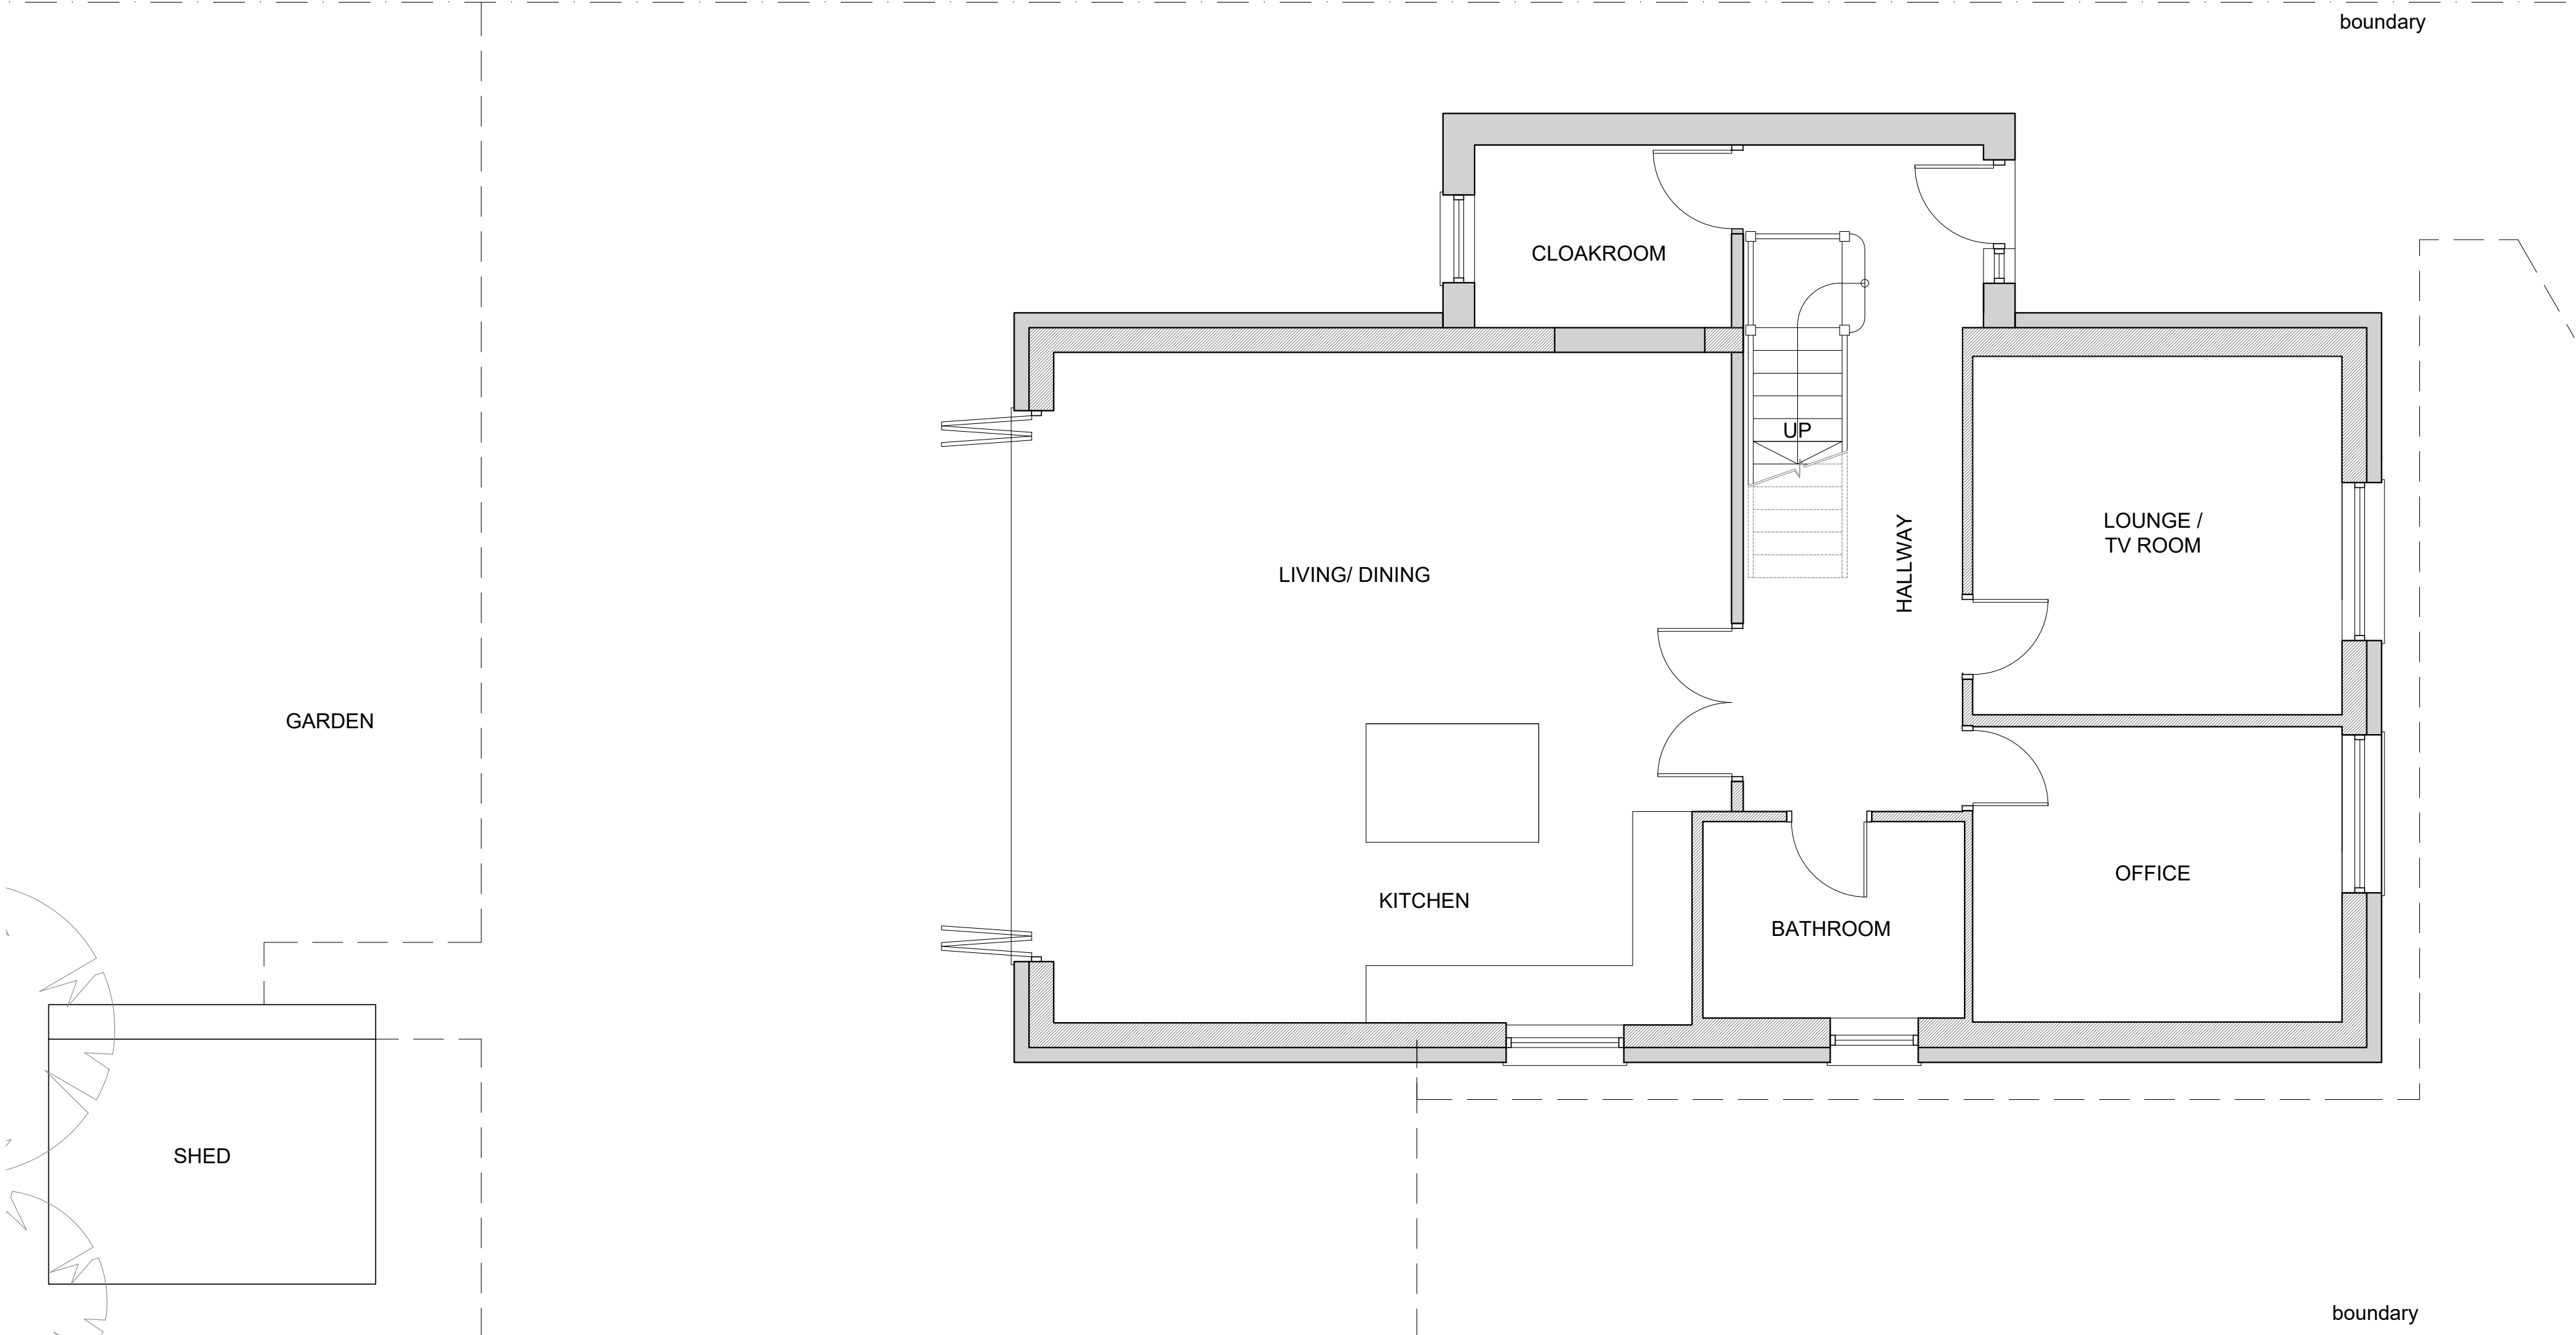 boundary
CLOAKROOM
UP
HALLWAY
LOUNGE /
TV ROOM
LIVING/ DINING
GARDEN
KITCHEN
BATHROOM
OFFICE
SHED
boundary